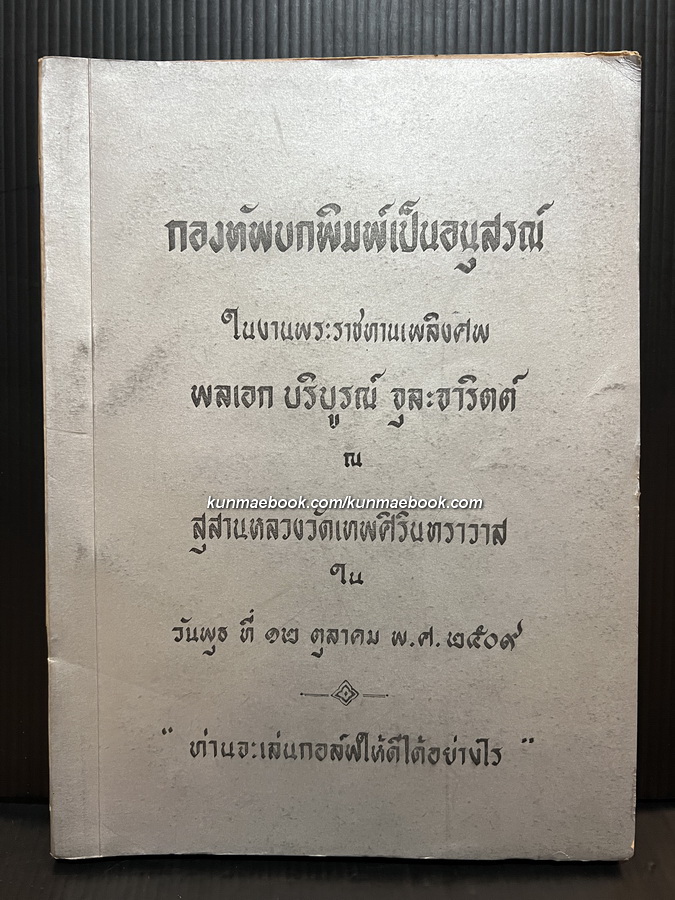 กองทัพบกพิมพ์เป็นอนุสรณ์
ในงานพระราชทานเพลิงศพ
พลเอก บริบูรณ์ จุละจาริตต์
ณ
kunmaebook.com/kunmaebook.com
สุสานหลวงวัดเทพศิรินทราวาส
ใน
วันพุธ ที่ ๑๒ ตุลาคม พ.ศ. ๒๕๐๙
" ท่านจะเล่นกอล์ฟให้ดีได้อย่างไร "